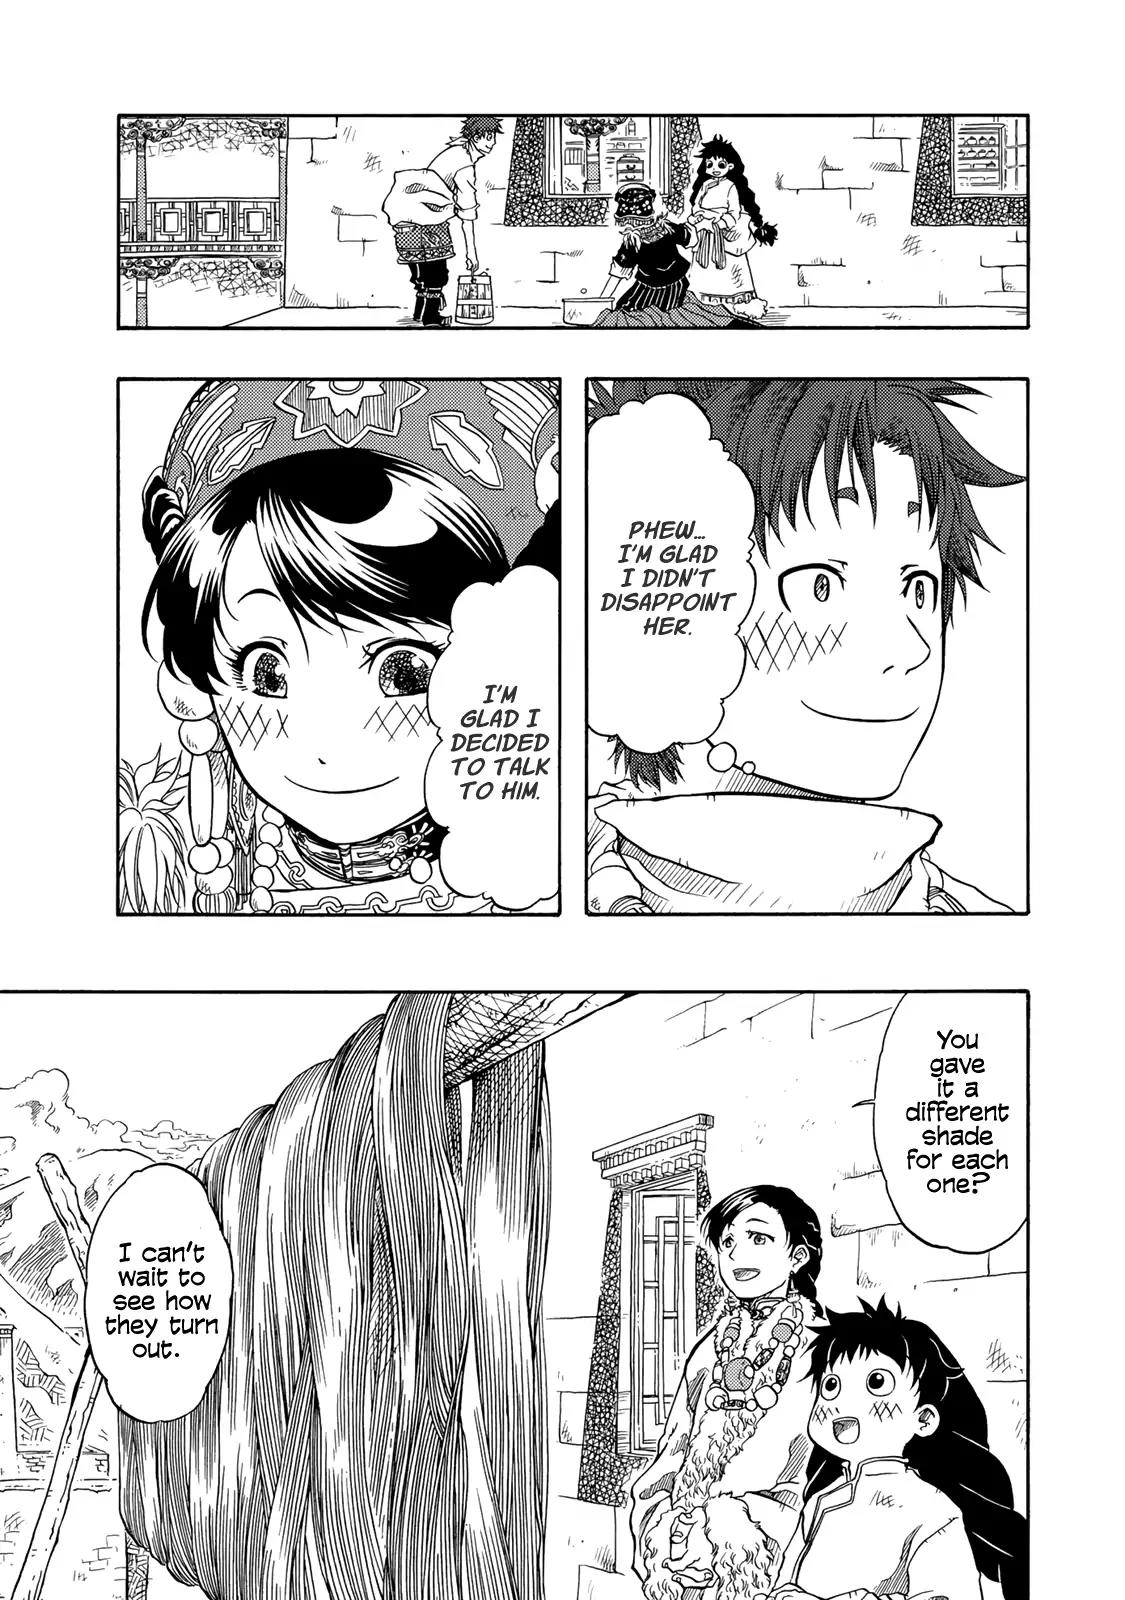 PHEW...
I'M GLAD
I DIDN'T
DISAPPOINT
HER.
I'M
GLAD I
DECIDED
TO TALK
TO HIM.
You
gave
it a
different
shade
for each
one?
I can't
wait to
see how
they turn
out.